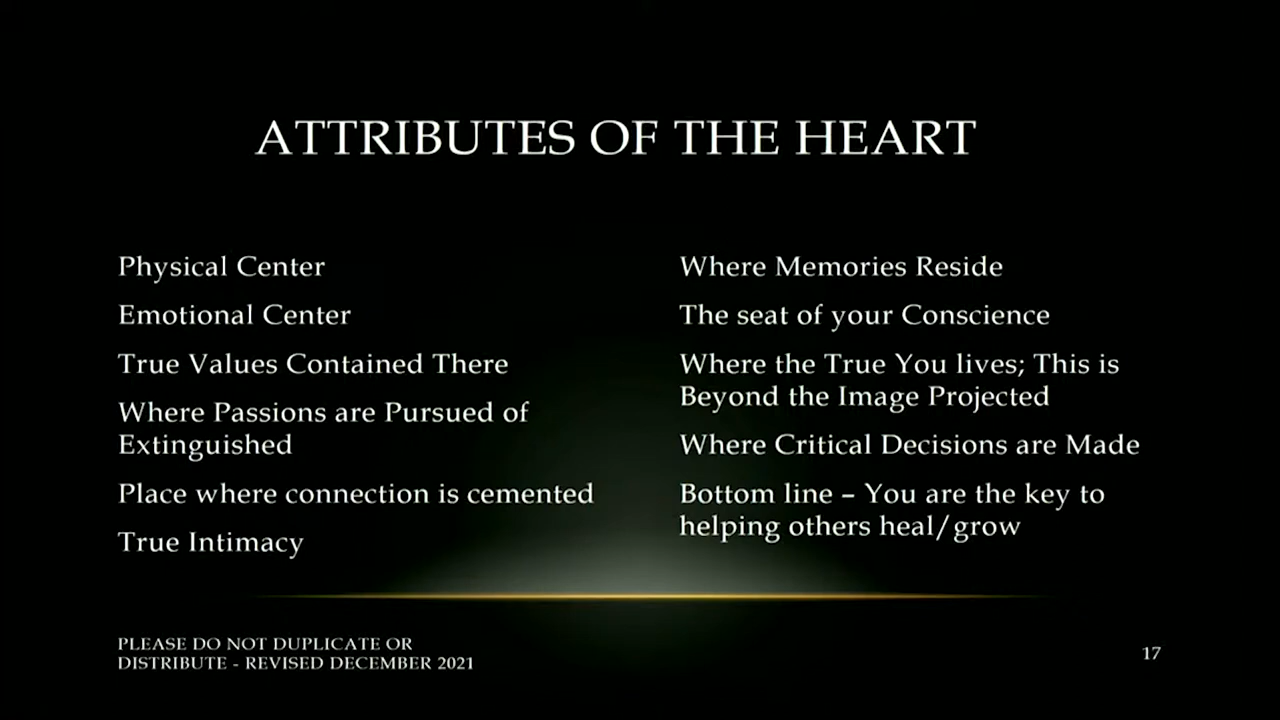 ATTRIBUTES OF THE HEART
Physical Center
Emotional Center
True Values Contained There
Where Passions are Pursued of
Extinguished
Place where connection is cemented
True Intimacy
Where Memories Reside
The seat of your Conscience
Where the True You lives; This is
Beyond the Image Projected
Where Critical Decisions are Made
Bottom line – You are the key to
helping others heal/grow
PLEASE DO NOT DUPLICATE OR
DISTRIBUTE - REVISED DECEMBER 2021
17